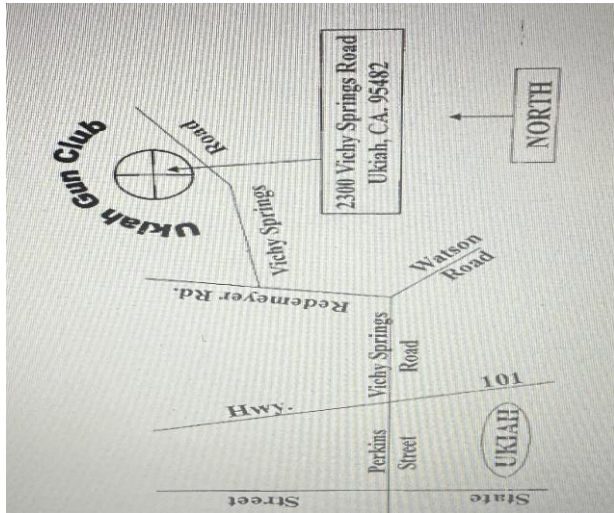 Ukiah Gun Club
Road
Vichy Springs
2300 Vichy Springs Road
Ukiah, CA. 95482
NORTH
Redemeyer Rd.
Watson
Road
Vichy Springs
Road
Hwy.
101
Perkins
Street
UKIAH
Street
State